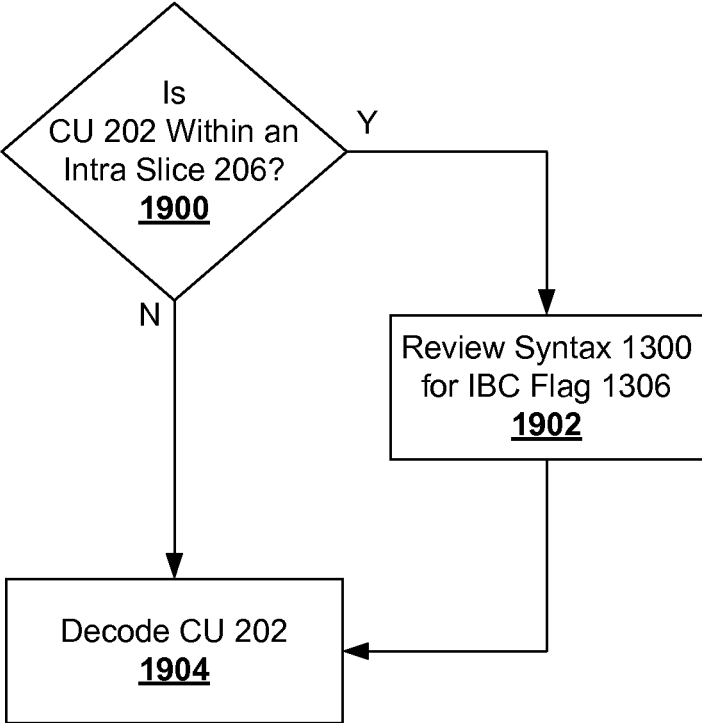 Is
CU 202 Within an
Intra Slice 206?
1900
Y
N
Review Syntax 1300
for IBC Flag 1306
1902
Decode CU 202
1904